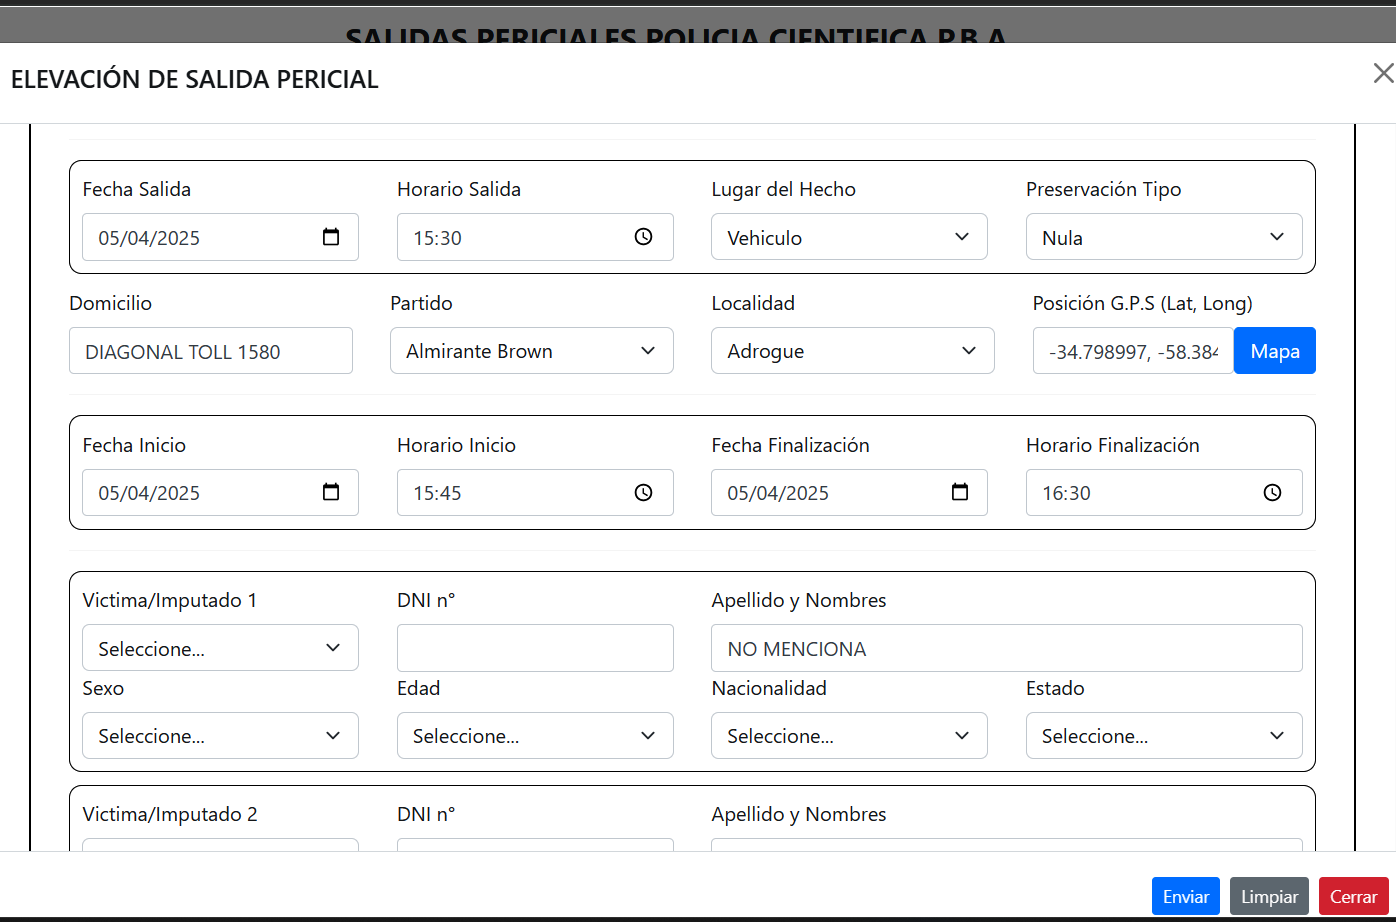 SALIDAS PERICIALES POLICIA CIENTIFICA P.B.A
ELEVACIÓN DE SALIDA PERICIAL
Fecha Salida Horario Salida Lugar del Hecho Preservación Tipo
05/04/2025 15:30 Vehiculo Nula
Domicilio Partido Localidad Posición G.P.S (Lat, Long)
DIAGONAL TOLL 1580 Almirante Brown Adrogue -34.798997, -58.384 Mapa
Fecha Inicio Horario Inicio Fecha Finalización Horario Finalización
05/04/2025 15:45 05/04/2025 16:30
Victima/Imputado 1 DNI n° Apellido y Nombres
Seleccione... NO MENCIONA
Sexo Edad Nacionalidad Estado
Seleccione... Seleccione... Seleccione... Seleccione...
Victima/Imputado 2 DNI n° Apellido y Nombres
Enviar Limpiar Cerrar